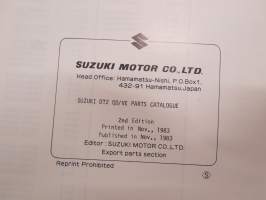 SUZUKI MOTOR CO.,LTD.
Head Office: Hamamatsu-Nishi, P.O.Box1,
432-91 Hamamatsu, Japan
SUZUKI DT2 QD/VE PARTS CATALOGUE
2nd Edition
Printed in Nov., 1983
Published in Nov., 1983
Editor: SUZUKI MOTOR CO.,LTD.
Export parts section
Reprint Prohibited
S